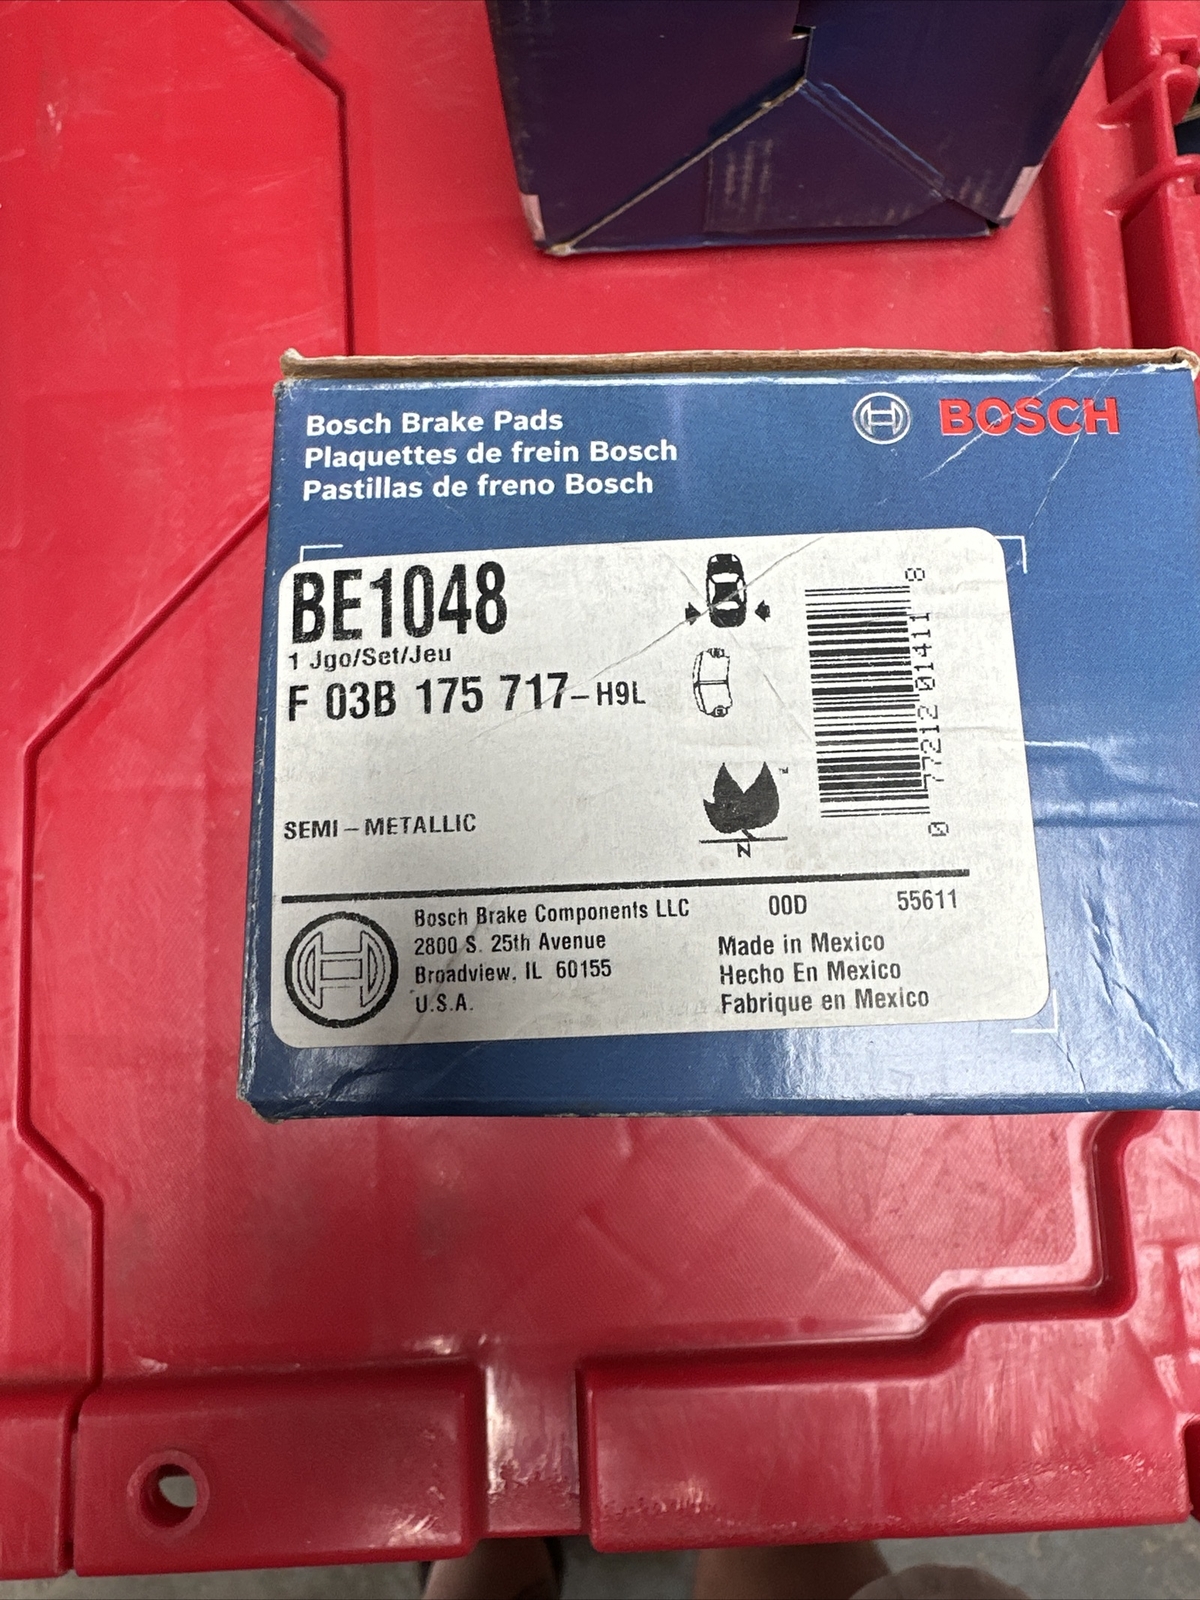 Bosch Brake Pads
Plaquettes de frein Bosch
Pastillas de freno Bosch
BOSCH
BE1048
1 Jgo/Set/Jeu
F 03B 175 717-H9L
SEMI-METALLIC
N
0 77212 01411 8
Bosch Brake Components LLC
2800 S. 25th Avenue
Broadview, IL 60155
U.S.A.
00D 55611
Made in Mexico
Hecho En Mexico
Fabrique en Mexico